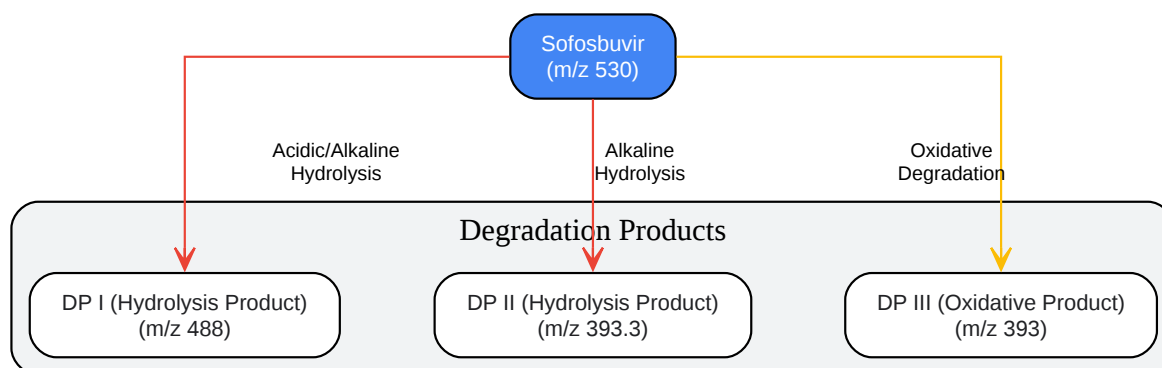 Sofosbuvir
(m/z 530)
Acidic/Alkaline
Hydrolysis
Alkaline
Hydrolysis
Oxidative
Degradation
Degradation Products
DP I (Hydrolysis Product)
(m/z 488)
DP II (Hydrolysis Product)
(m/z 393.3)
DP III (Oxidative Product)
(m/z 393)